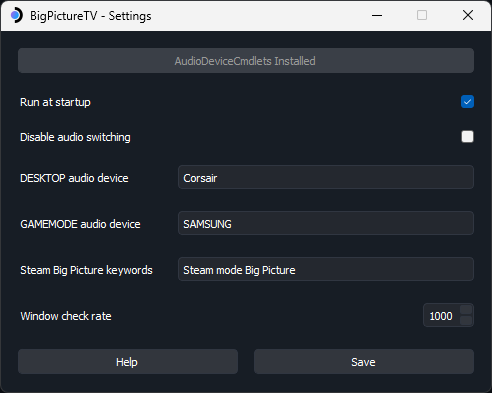 BigPictureTV - Settings
AudioDeviceCmdlets Installed
Run at startup
Disable audio switching
DESKTOP audio device Corsair
GAMEMODE audio device SAMSUNG
Steam Big Picture keywords Steam mode Big Picture
Window check rate 1000
Help Save